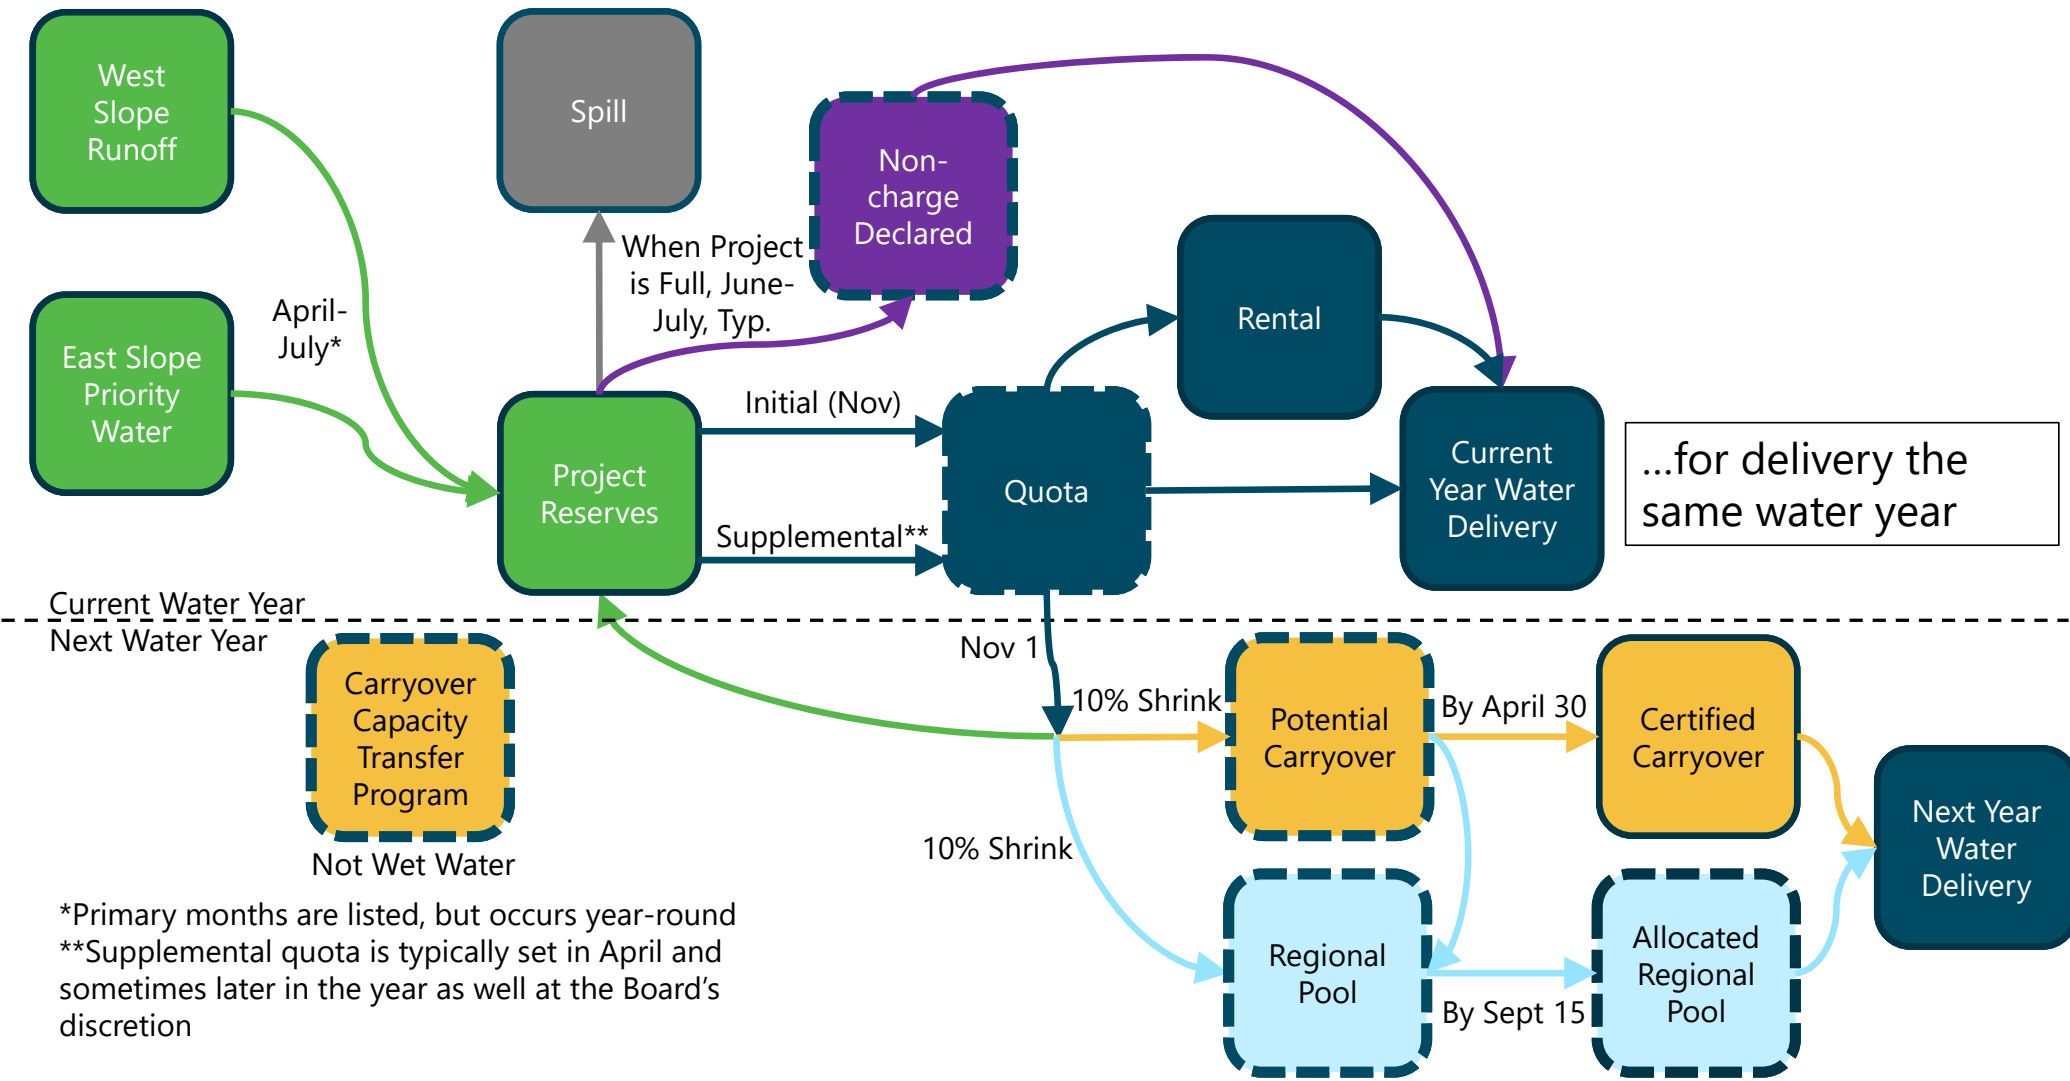 West
Slope
Runoff
Spill
Non-
charge
Declared
When Project
is Full, June-
July, Typ.
Rental
April-
July*
East Slope
Priority
Water
Initial (Nov)
Project
Reserves
Supplemental**
Quota
Current
Year Water
Delivery
...for delivery the
same water year
Current Water Year
Next Water Year
Nov 1
Carryover
Capacity
Transfer
Program
Not Wet Water
10% Shrink
Potential
Carryover
By April 30
Certified
Carryover
10% Shrink
Regional
Pool
By Sept 15
Allocated
Regional
Pool
Next Year
Water
Delivery
*Primary months are listed, but occurs year-round
**Supplemental quota is typically set in April and
sometimes later in the year as well at the Board’s
discretion